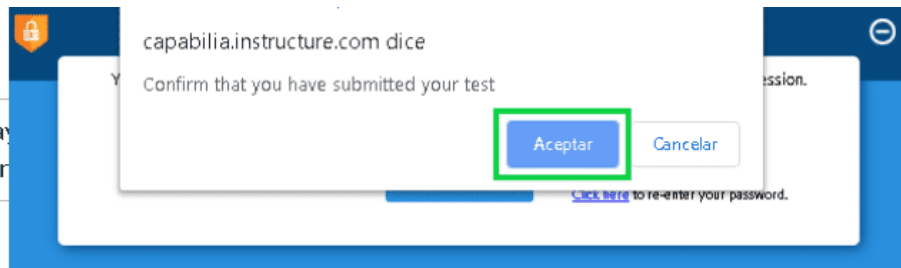 capabilia.instructure.com dice
Confirm that you have submitted your test
ession.
Aceptar
Cancelar
Click here to re-enter your password.